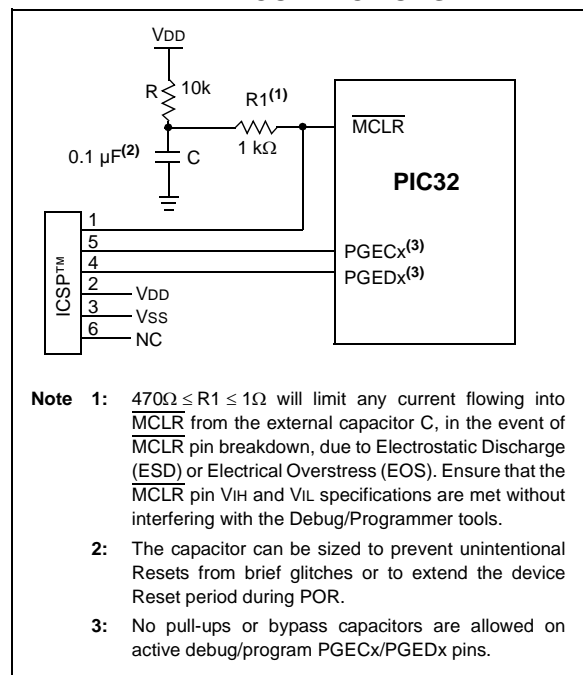 VDD
R
10k
R1(1)
1 kΩ
0.1 µF(2)
C
MCLR
PIC32
1
5
4
2
3
6
ICSP™
PGECx(3)
PGEDx(3)
VDD
VSS
NC
Note 1: 470Ω ≤ R1 ≤ 1Ω will limit any current flowing into
MCLR from the external capacitor C, in the event of
MCLR pin breakdown, due to Electrostatic Discharge
(ESD) or Electrical Overstress (EOS). Ensure that the
MCLR pin VIH and VIL specifications are met without
interfering with the Debug/Programmer tools.
2: The capacitor can be sized to prevent unintentional
Resets from brief glitches or to extend the device
Reset period during POR.
3: No pull-ups or bypass capacitors are allowed on
active debug/program PGECx/PGEDx pins.